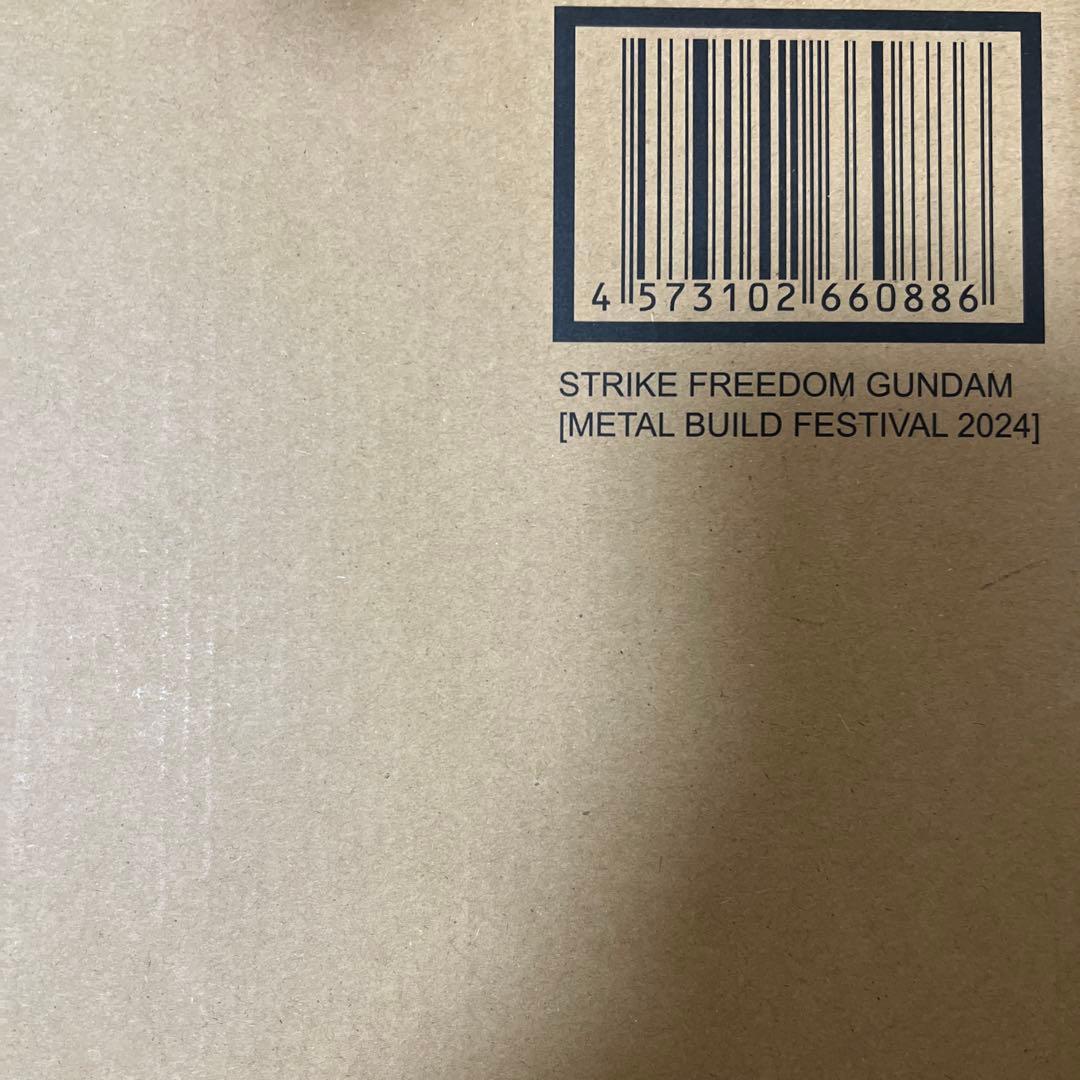 4 573102 660886
STRIKE FREEDOM GUNDAM
[METAL BUILD FESTIVAL 2024]